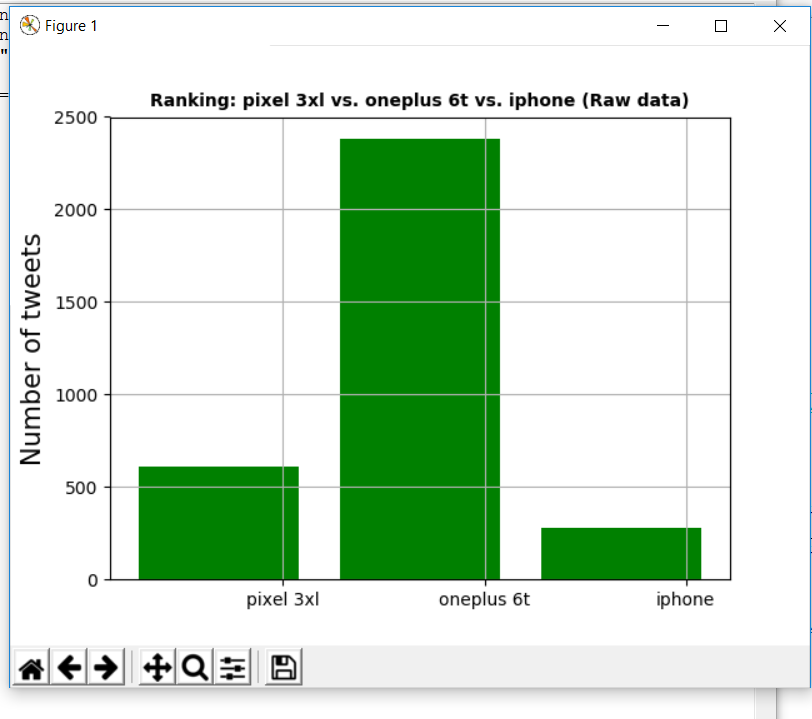 n
Figure 1
n
"
=
Ranking: pixel 3xl vs. oneplus 6t vs. iphone (Raw data)
Number of tweets
2500
2000
1500
1000
500
0
pixel 3xl oneplus 6t iphone